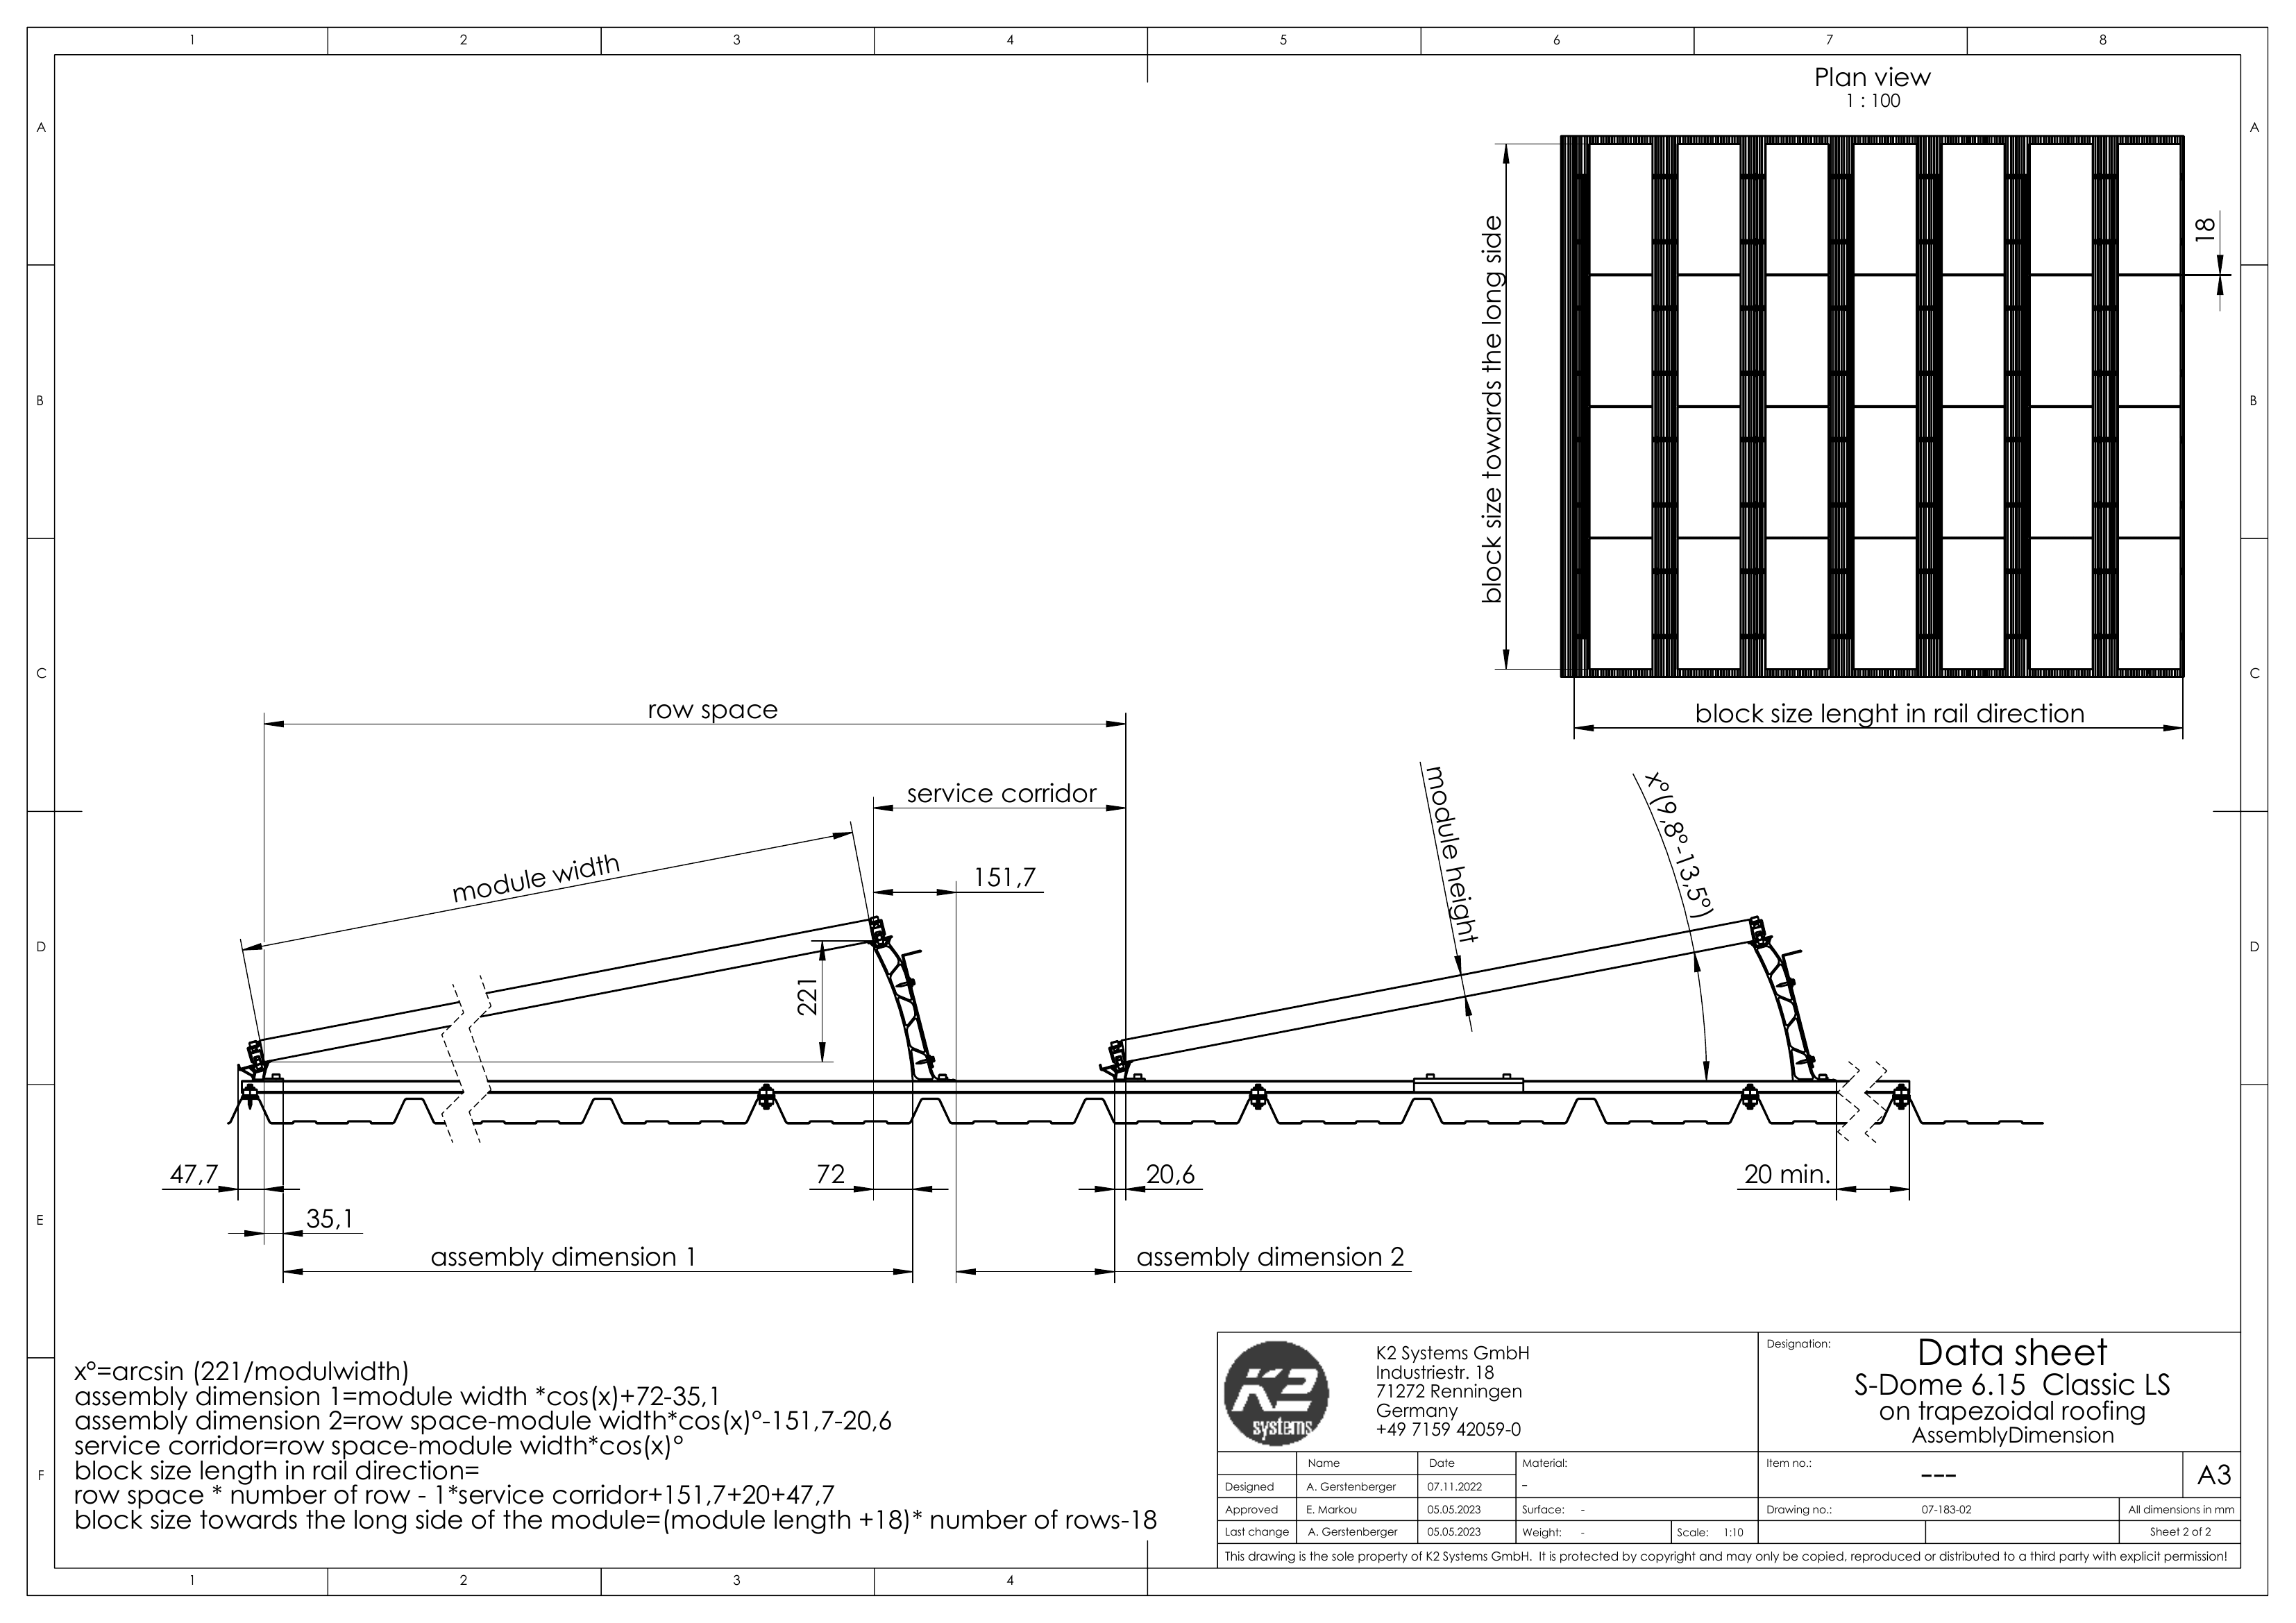 1 2 3 4 5 6 7 8
A A
B B
C C
D D
E E
F
1 2 3 4
Plan view
1 : 100
block size towards the long side
18
block size lenght in rail direction
row space
service corridor
module width
151,7
221
module height
x°(9,8°-13,5°)
47,7
72
20,6
20 min.
35,1
assembly dimension 1
assembly dimension 2
x°=arcsin (221/modulwidth)
assembly dimension 1=module width *cos(x)+72-35,1
assembly dimension 2=row space-module width*cos(x)°-151,7-20,6
service corridor=row space-module width*cos(x)°
block size length in rail direction=
row space * number of row - 1*service corridor+151,7+20+47,7
block size towards the long side of the module=(module length +18)* number of rows-18
K2
systems
K2 Systems GmbH
Industriestr. 18
71272 Renningen
Germany
+49 7159 42059-0
Designation:
Data sheet
S-Dome 6.15 Classic LS
on trapezoidal roofing
AssemblyDimension
Name Date Material:
-
Item no.: --- A3
Designed A. Gerstenberger 07.11.2022
Approved E. Markou 05.05.2023 Surface: -
Drawing no.: 07-183-02 All dimensions in mm
Last change A. Gerstenberger 05.05.2023 Weight: - Scale: 1:10
Sheet 2 of 2
This drawing is the sole property of K2 Systems GmbH. It is protected by copyright and may only be copied, reproduced or distributed to a third party with explicit permission!